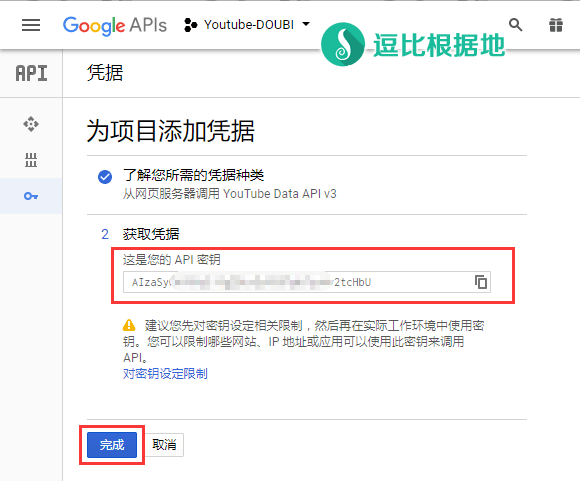 Google APIs
Youtube-DOUBI
逗比根据地
API
凭据
为项目添加凭据
了解您所需的凭据种类
从网页服务器调用 YouTube Data API v3
2 获取凭据
这是您的 API 密钥
AIzaSy 2tcHbU
建议您先对密钥设定相关限制，然后再在实际工作环境中使用密
钥。您可以限制哪些网站、IP 地址或应用可以使用此密钥来调用
API。
对密钥设定限制
完成 取消